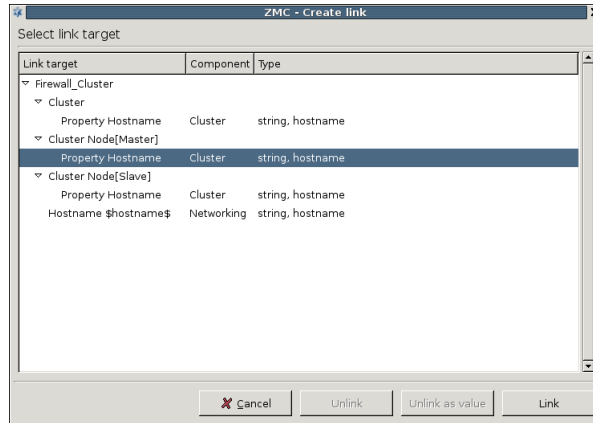 ZMC - Create link
Select link target
Link target Component Type
Firewall_Cluster
Cluster
Property Hostname Cluster string, hostname
Cluster Node[Master]
Property Hostname Cluster string, hostname
Cluster Node[Slave]
Property Hostname Cluster string, hostname
Hostname $hostname$ Networking string, hostname
Cancel Unlink Unlink as value Link